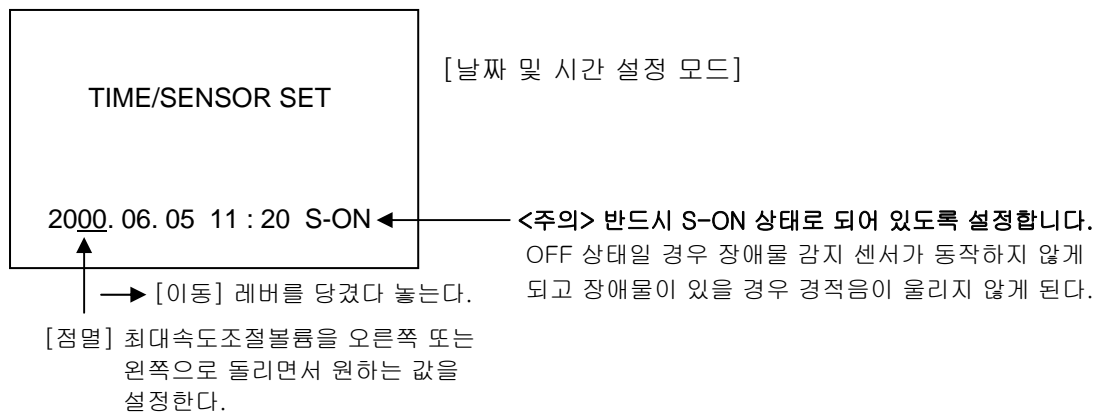 [날짜 및 시간 설정 모드]
TIME/SENSOR SET
2000. 06. 05 11 : 20 S-ON
<주의> 반드시 S-ON 상태로 되어 있도록 설정합니다.
OFF 상태일 경우 장애물 감지 센서가 동작하지 않게
되고 장애물이 있을 경우 경적음이 울리지 않게 된다.
[이동] 레버를 당겼다 놓는다.
[점멸] 최대속도조절볼륨을 오른쪽 또는
왼쪽으로 돌리면서 원하는 값을
설정한다.